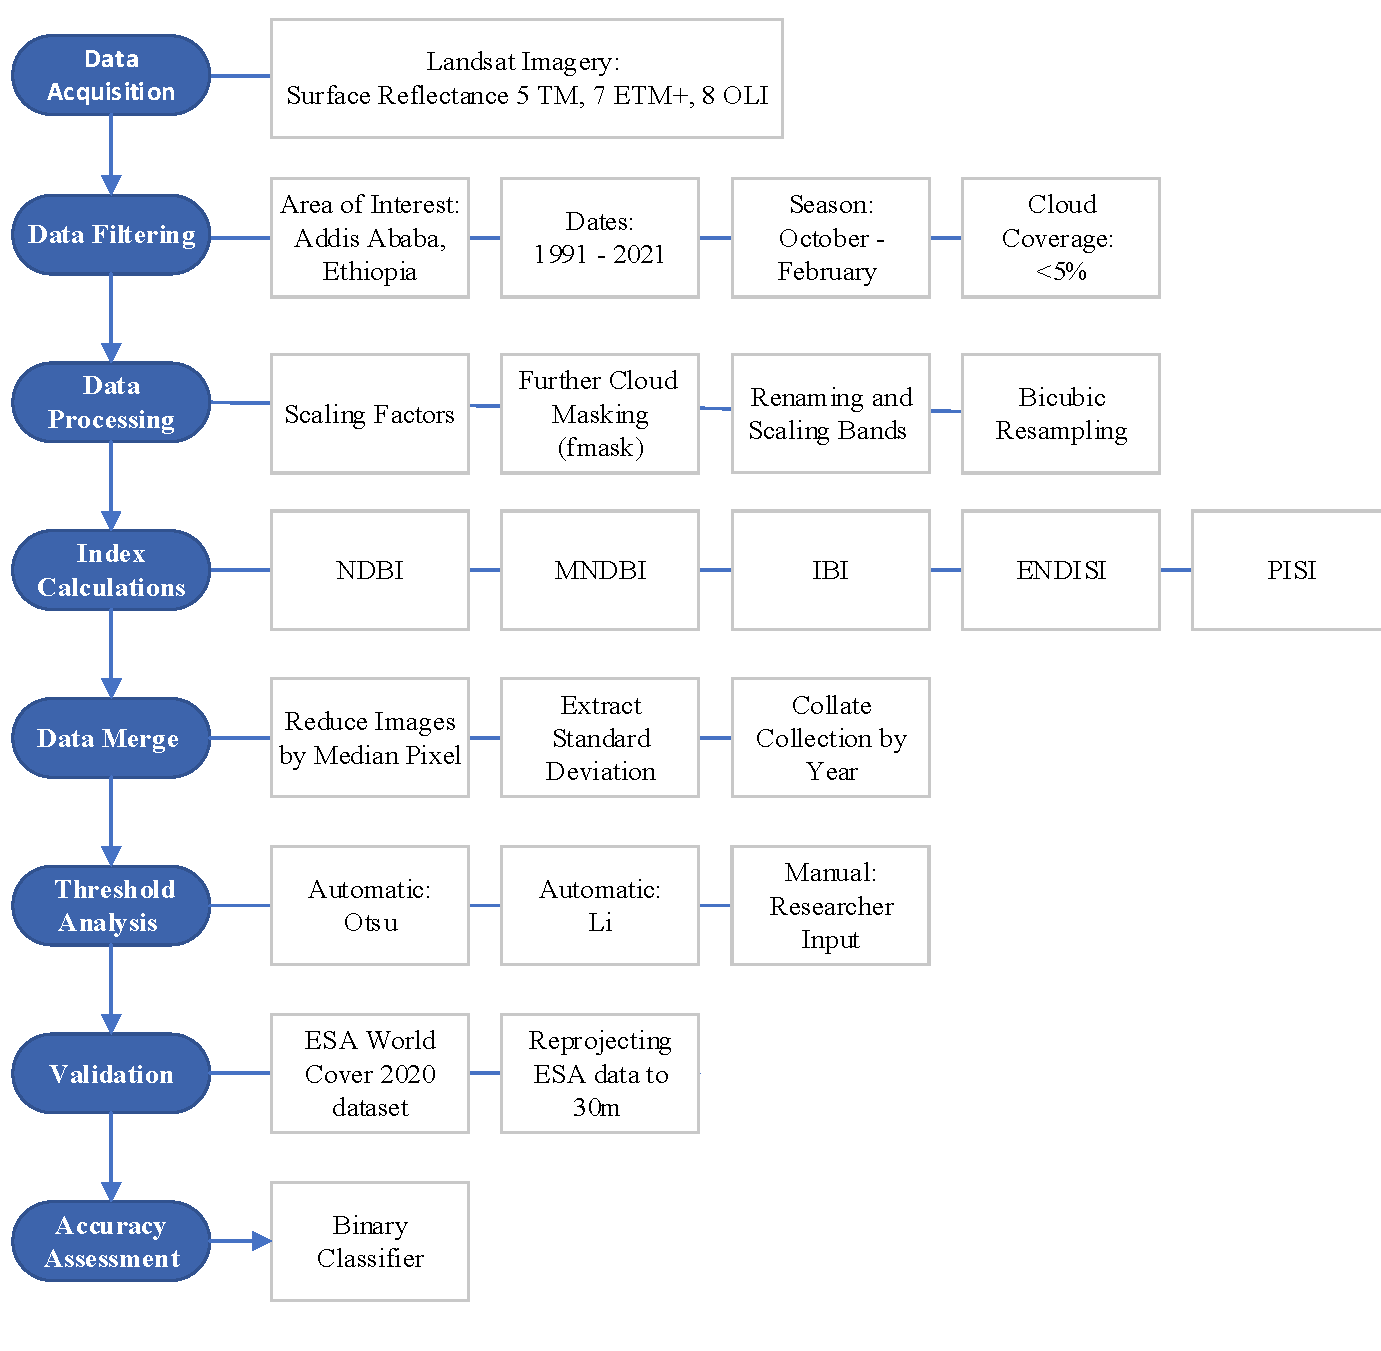 Data
Acquisition
Landsat Imagery:
Surface Reflectance 5 TM, 7 ETM+, 8 OLI
Data Filtering
Area of Interest:
Addis Ababa,
Ethiopia
Dates:
1991 - 2021
Season:
October -
February
Cloud
Coverage:
<5%
Data
Processing
Scaling Factors
Further Cloud
Masking
(fmask)
Renaming and
Scaling Bands
Bicubic
Resampling
Index
Calculations
NDBI
MNDBI
IBI
ENDISI
PISI
Data Merge
Reduce Images
by Median Pixel
Extract
Standard
Deviation
Collate
Collection by
Year
Threshold
Analysis
Automatic:
Otsu
Automatic:
Li
Manual:
Researcher
Input
Validation
ESA World
Cover 2020
dataset
Reprojecting
ESA data to
30m
Accuracy
Assessment
Binary
Classifier